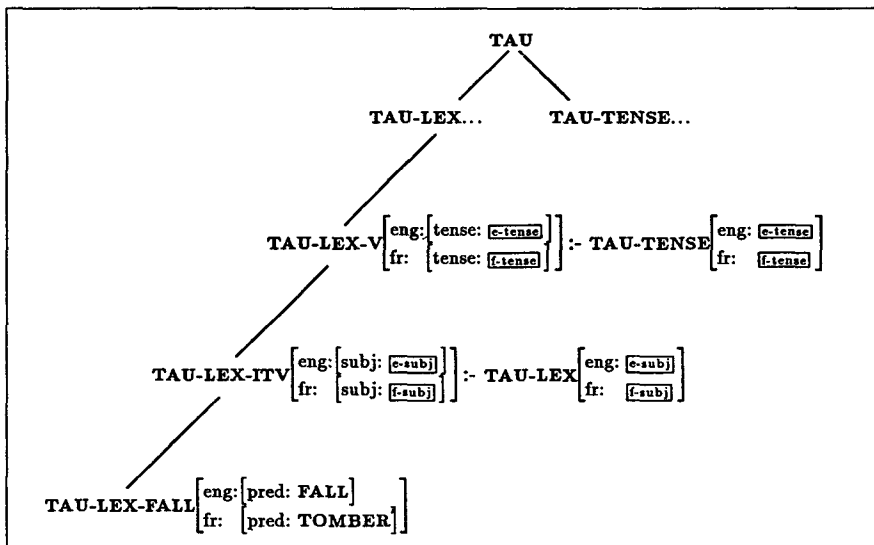 TAU
TAU-LEX... TAU-TENSE...
TAU-LEX-V[eng:[tense: e-tense]] :- TAU-TENSE[eng: e-tense]
fr: [tense: f-tense] fr: f-tense
TAU-LEX-ITV[eng:[subj: e-subj]] :- TAU-LEX[eng: e-subj]
fr: [subj: f-subj] fr: f-subj
TAU-LEX-FALL[eng:[pred: FALL]
fr: [pred: TOMBER]]